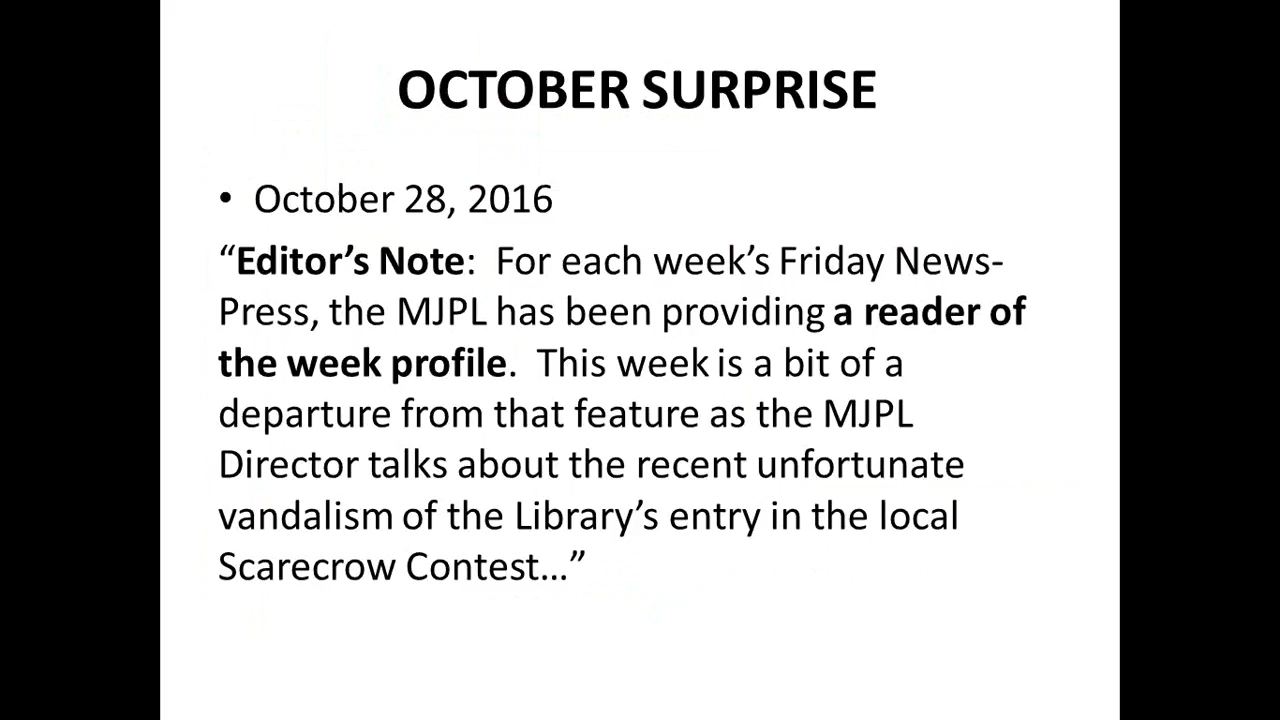 OCTOBER SURPRISE
• October 28, 2016
“Editor’s Note:  For each week’s Friday News-
Press, the MJPL has been providing a reader of
the week profile.  This week is a bit of a
departure from that feature as the MJPL
Director talks about the recent unfortunate
vandalism of the Library’s entry in the local
Scarecrow Contest…”